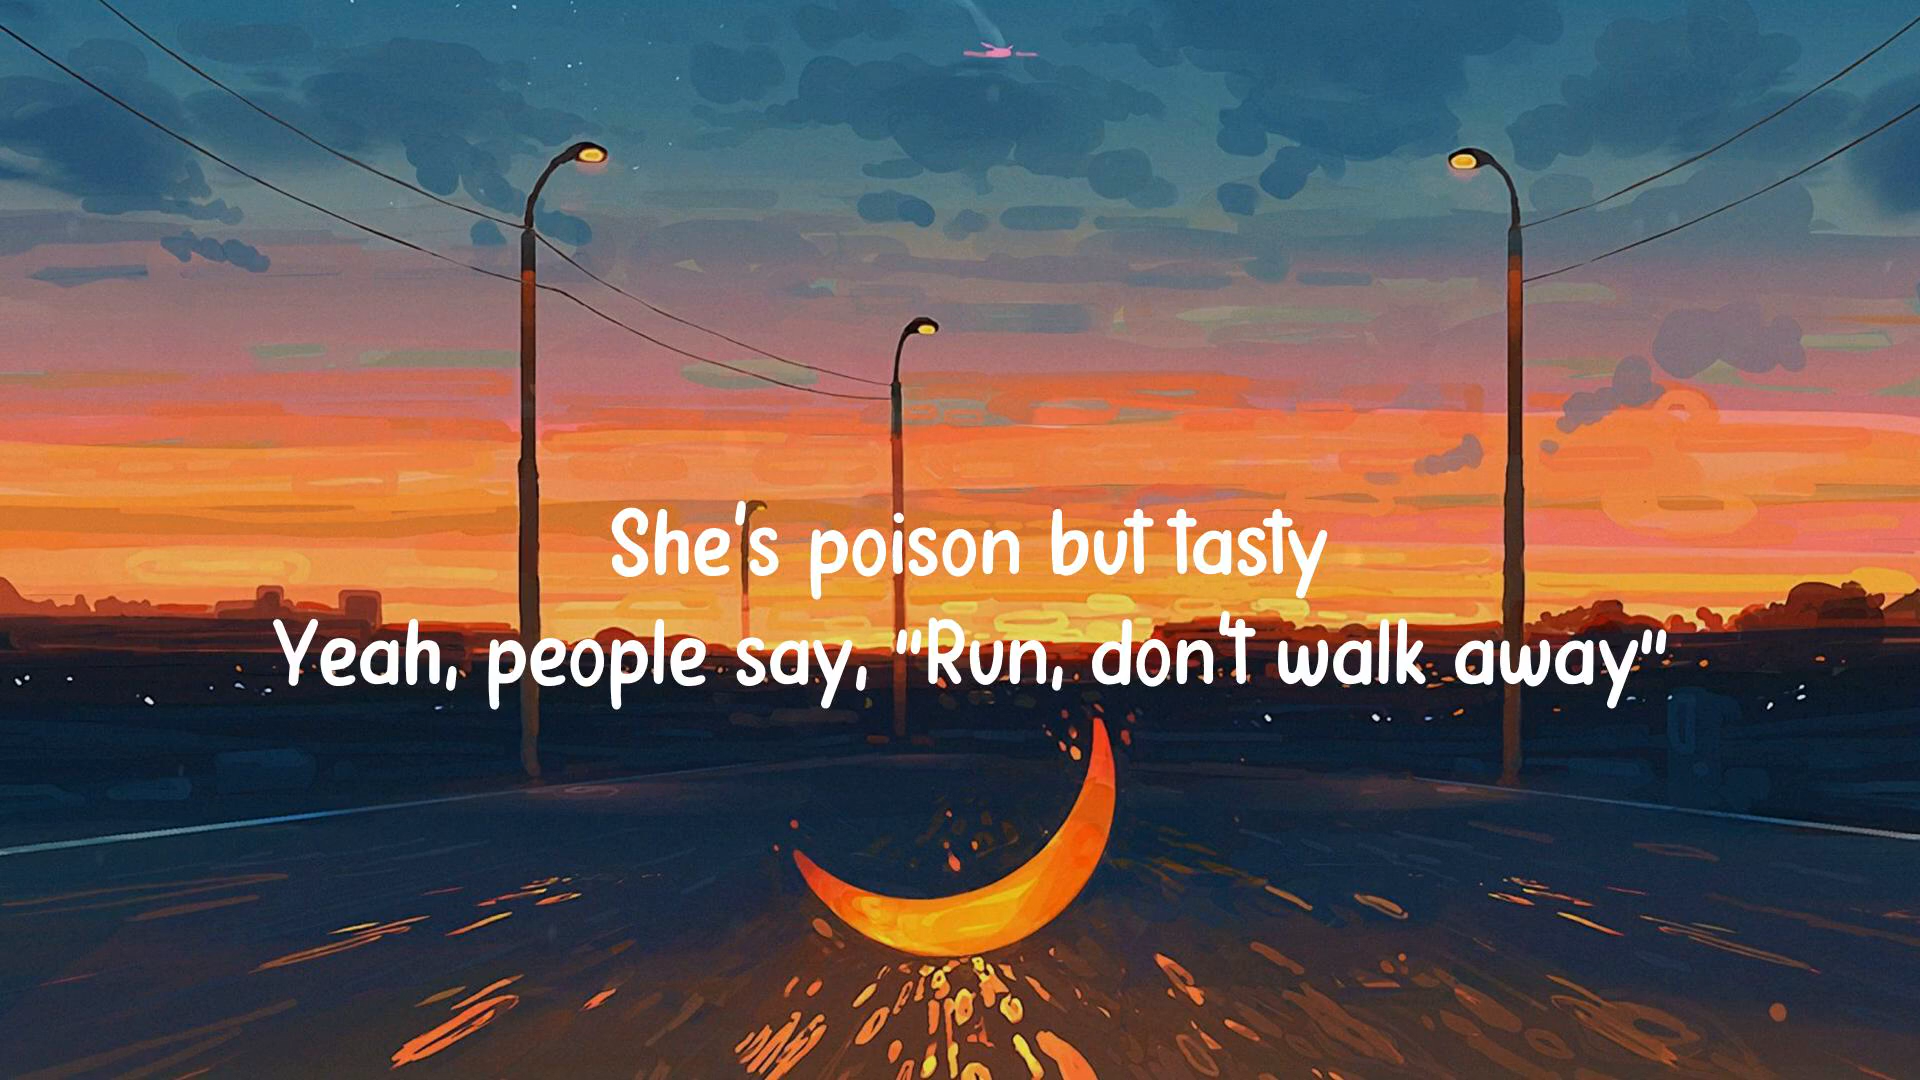 She's poison but tasty
Yeah, people say, "Run, don't walk away"